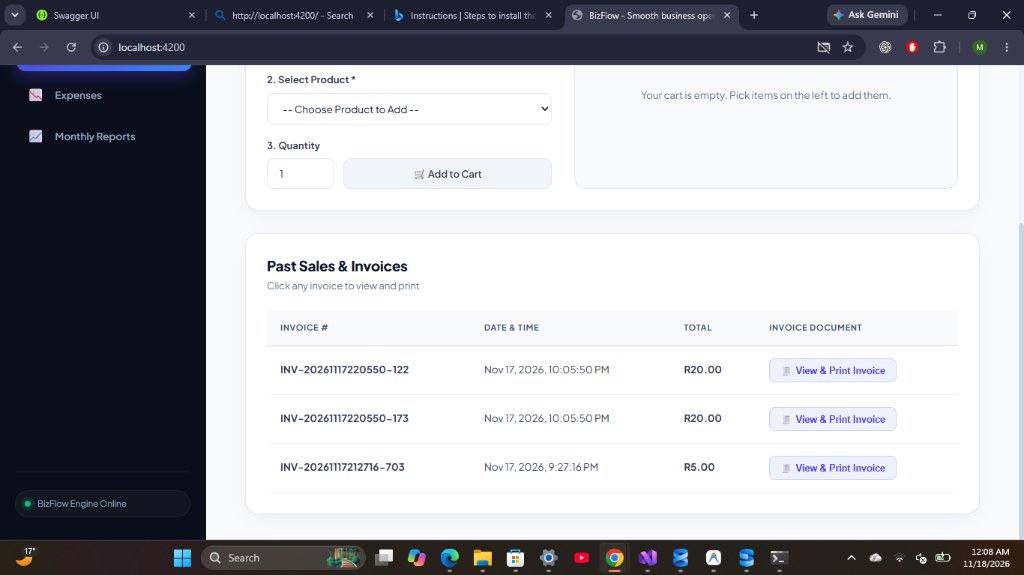 Swagger UI
http://localhost:4200/ - Search
Instructions | Steps to install the
BizFlow - Smooth business ope
Ask Gemini
localhost:4200
M
Expenses
Monthly Reports
BizFlow Engine Online
2. Select Product *
-- Choose Product to Add --
3. Quantity
1
Add to Cart
Your cart is empty. Pick items on the left to add them.
Past Sales & Invoices
Click any invoice to view and print
INVOICE # DATE & TIME TOTAL INVOICE DOCUMENT
INV-20261117220550-122 Nov 17, 2026, 10:05:50 PM R20.00 View & Print Invoice
INV-20261117220550-173 Nov 17, 2026, 10:05:50 PM R20.00 View & Print Invoice
INV-20261117212716-703 Nov 17, 2026, 9:27:16 PM R5.00 View & Print Invoice
17°
Search
12:08 AM
11/18/2026